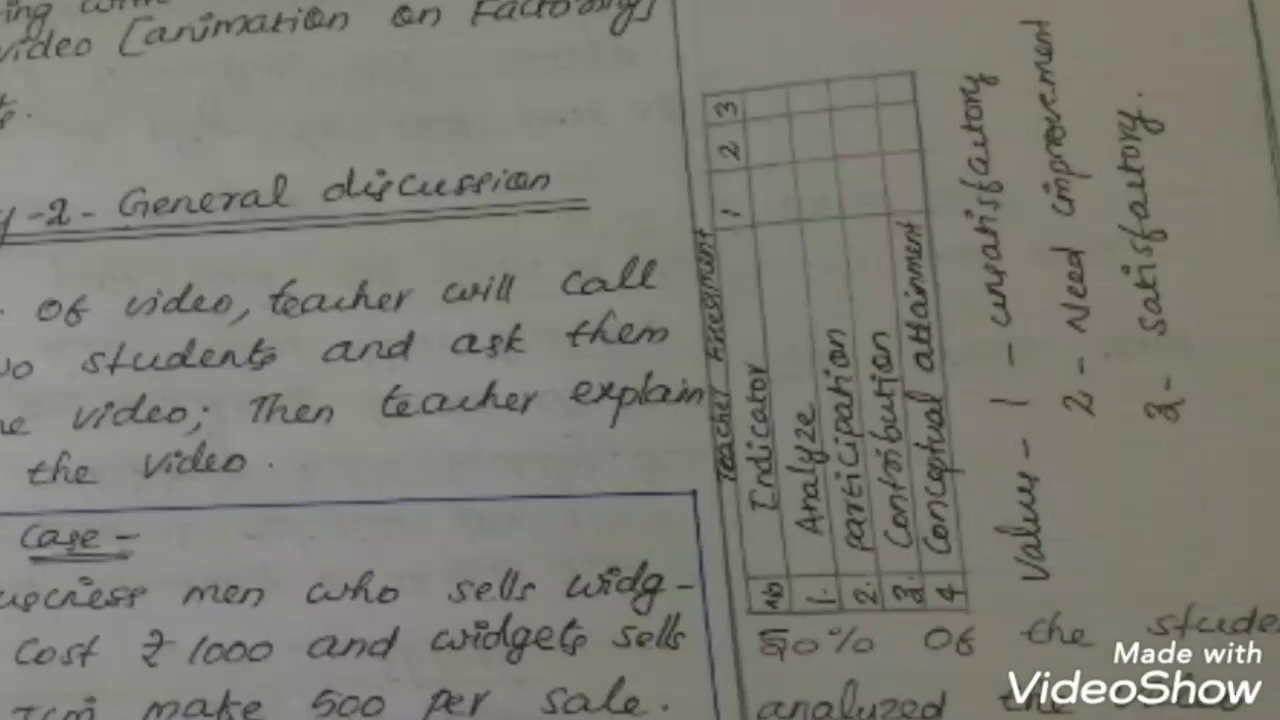 video [animation on Factoring]
-2- General discussion
of video, teacher will call
students and ask them
video; Then teacher explain
the video.
Case -
men who sells widg-
cost ₹ 1000 and widgets sells
make 500 per sale.
Teacher Assessment
No Indicator 1 2 3
1. Analyze
2. participation
3. Contribution
4 Conceptual attainment
Values - 1 - unsatisfactory
2 - Need improvement
3 - satisfactory.
50% of the
analyzed the
Made with
VideoShow